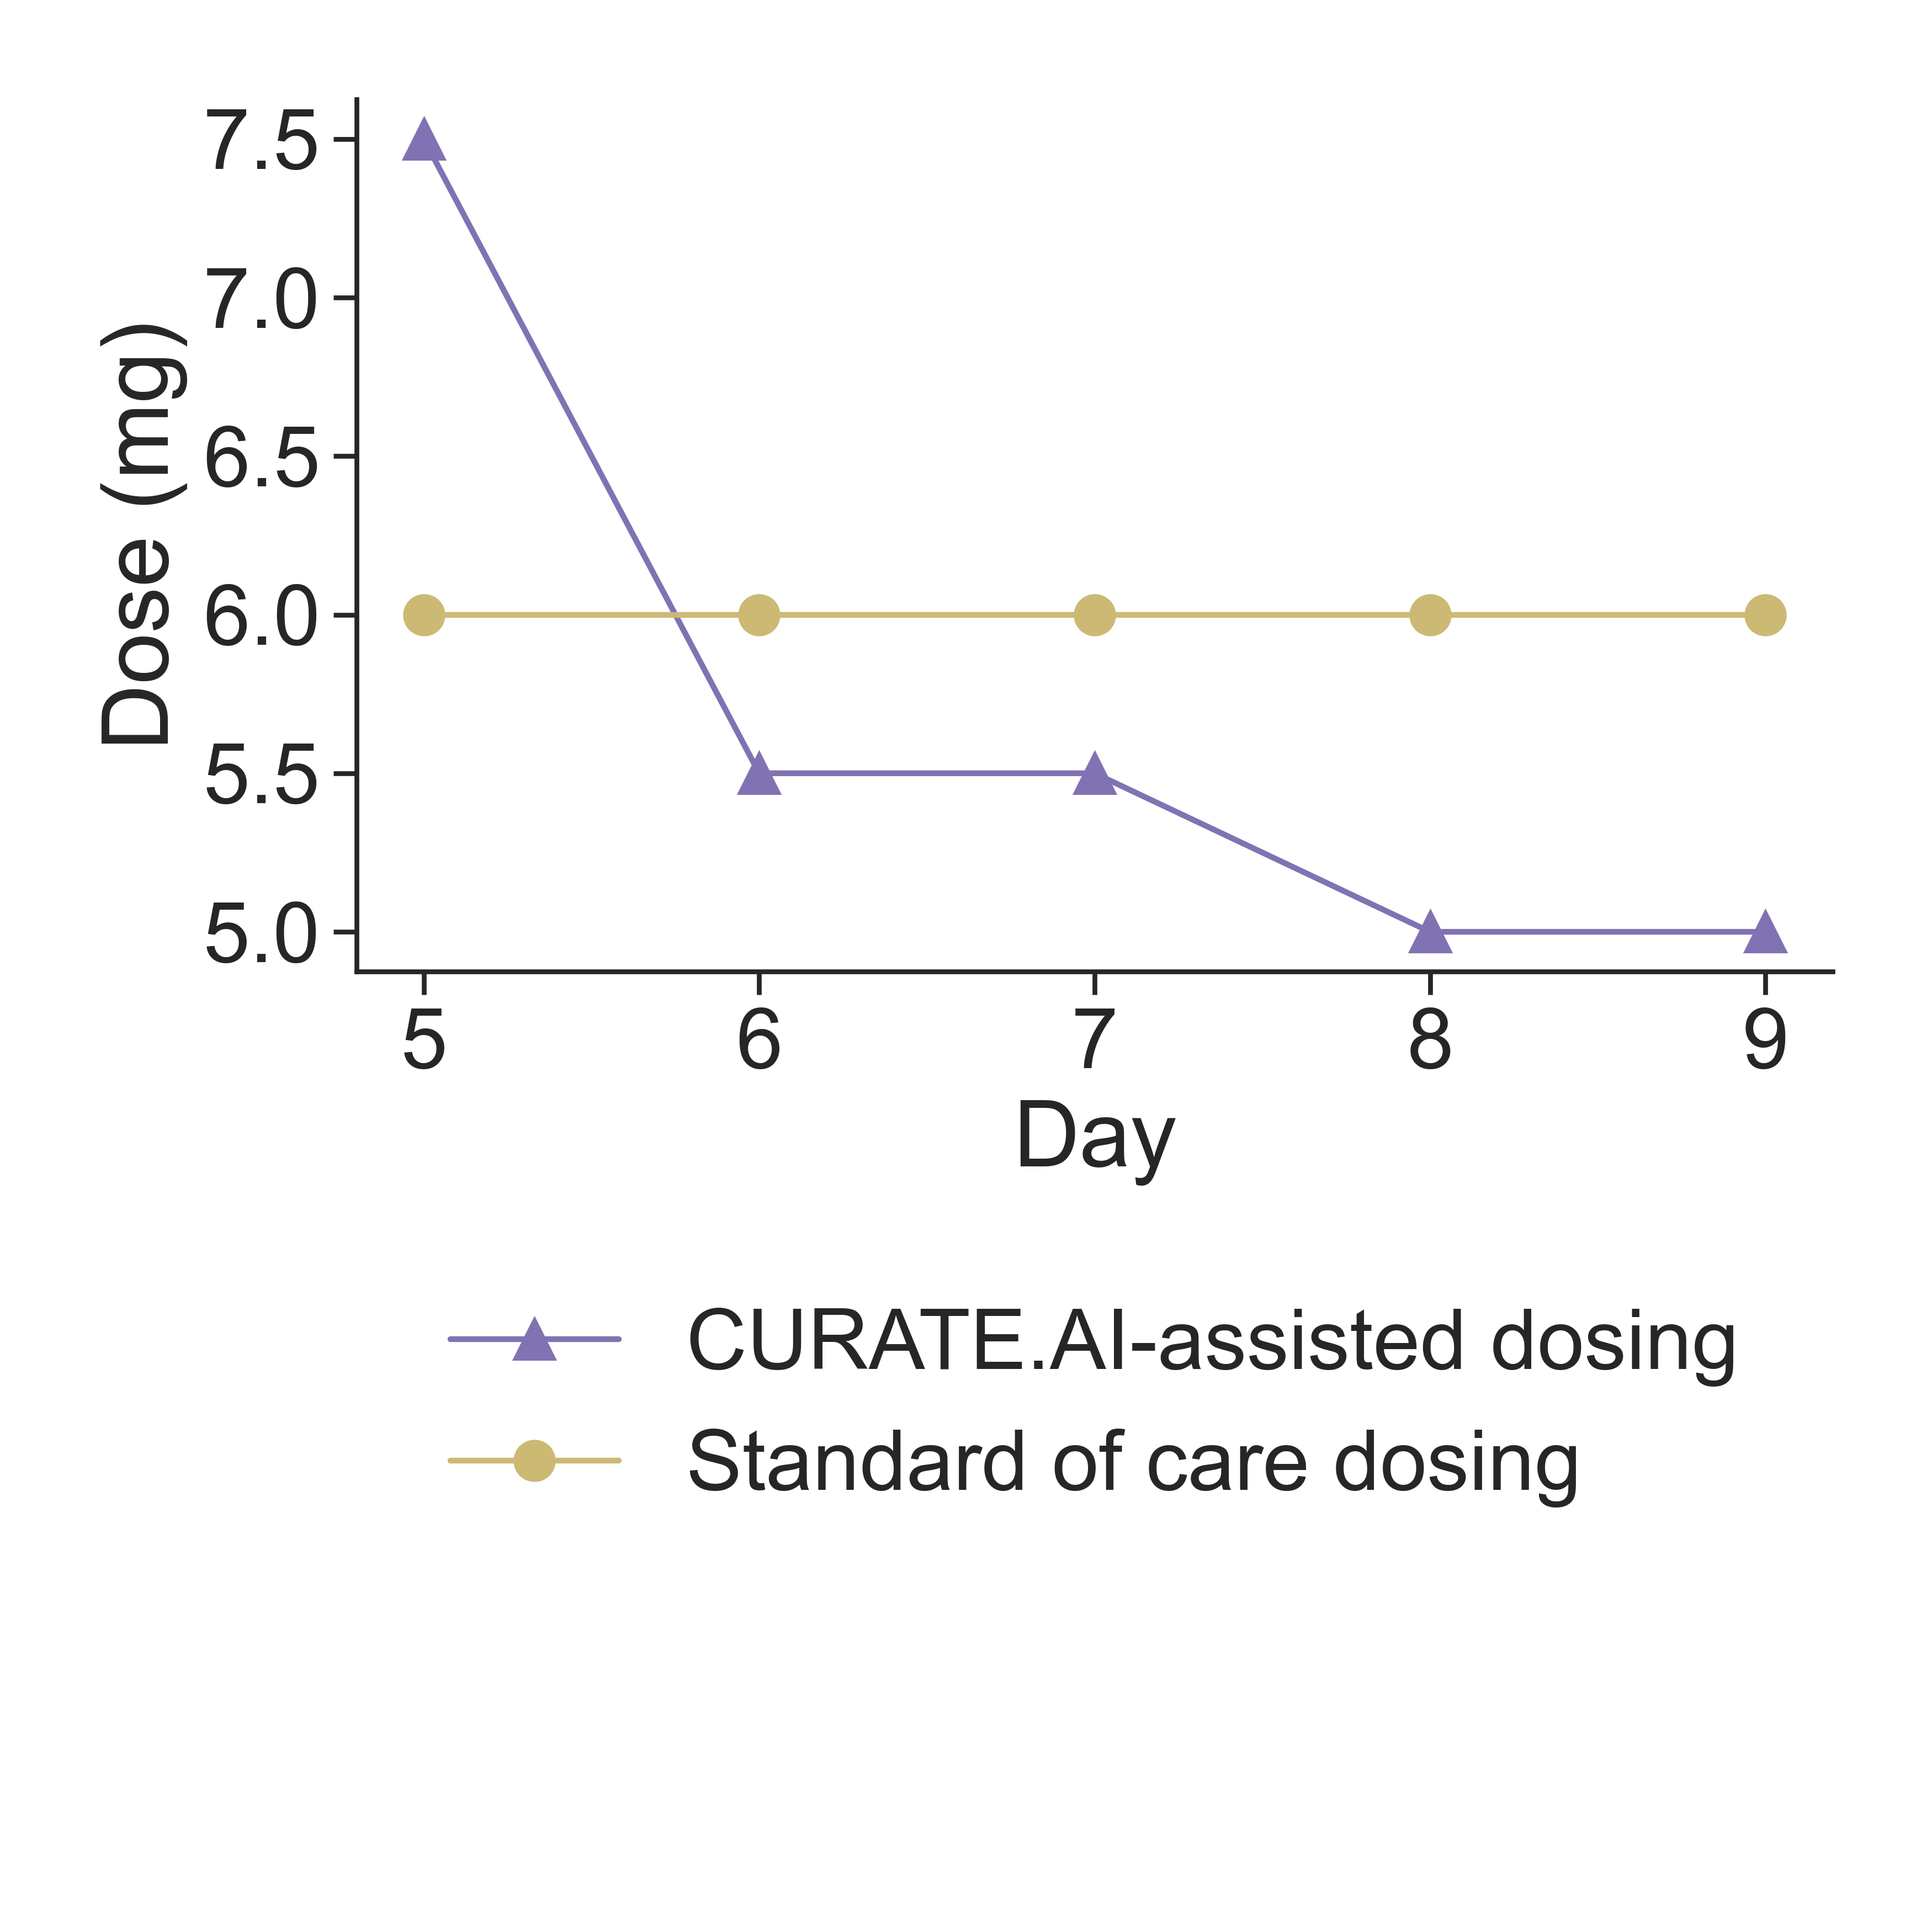 7.5
7.0
6.5
6.0
5.5
5.0
Dose (mg)
5 6 7 8 9
Day
CURATE.AI-assisted dosing
Standard of care dosing